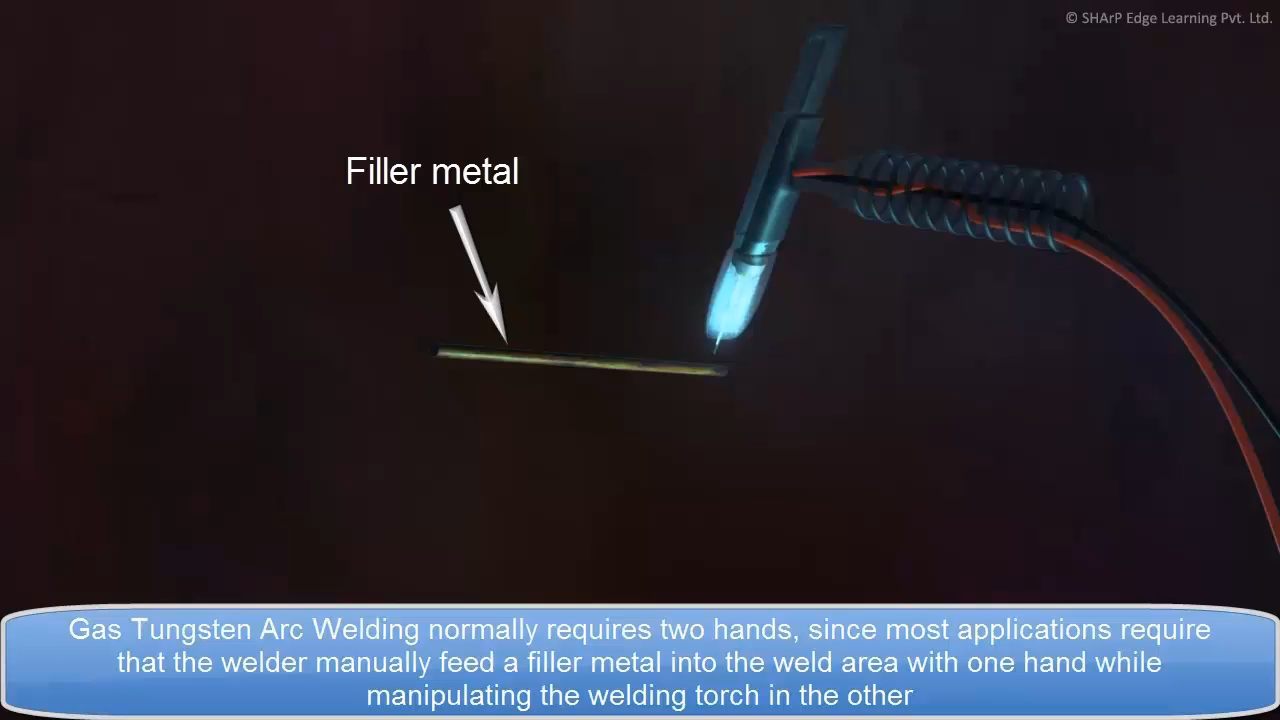 © SHArP Edge Learning Pvt. Ltd.
Filler metal
Gas Tungsten Arc Welding normally requires two hands, since most applications require
that the welder manually feed a filler metal into the weld area with one hand while
manipulating the welding torch in the other